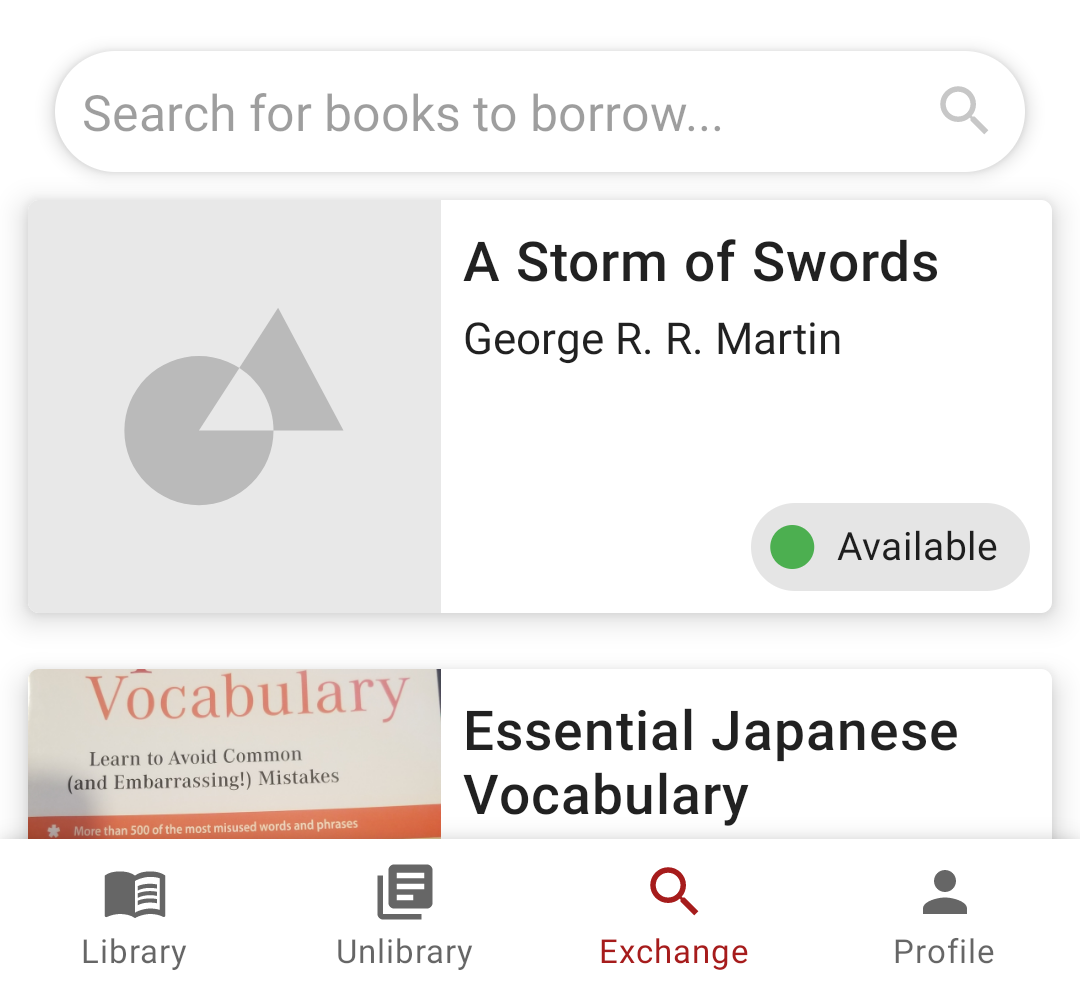 Search for books to borrow...
A Storm of Swords
George R. R. Martin
Available
Vocabulary
Learn to Avoid Common
(and Embarrassing!) Mistakes
More than 500 of the most misused words and phrases
Essential Japanese
Vocabulary
Library
Unlibrary
Exchange
Profile